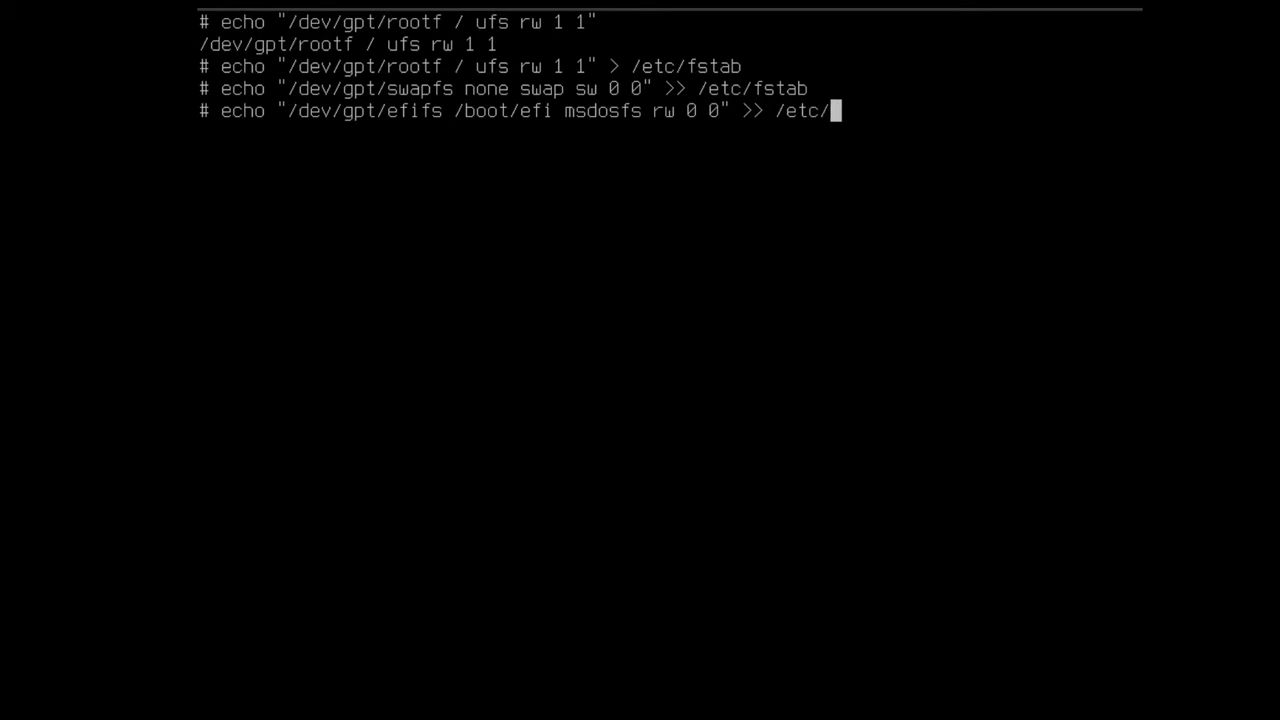 # echo "/dev/gpt/rootf / ufs rw 1 1"
/dev/gpt/rootf / ufs rw 1 1
# echo "/dev/gpt/rootf / ufs rw 1 1" > /etc/fstab
# echo "/dev/gpt/swapfs none swap sw 0 0" >> /etc/fstab
# echo "/dev/gpt/efifs /boot/efi msdosfs rw 0 0" >> /etc/